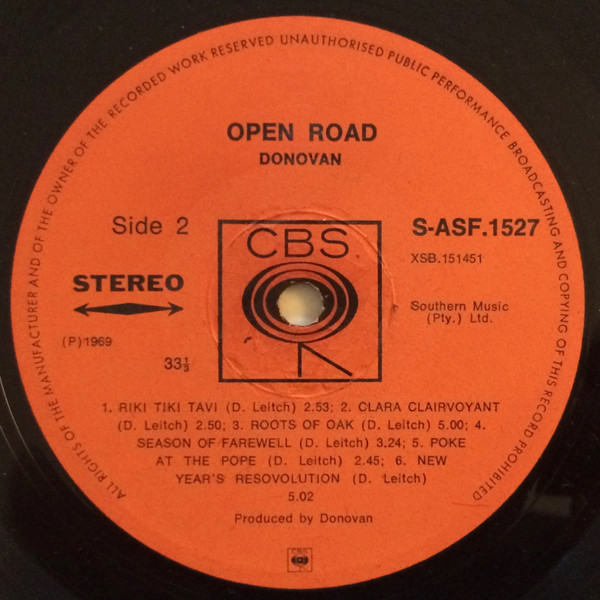 ALL RIGHTS OF THE MANUFACTURER AND OF THE OWNER OF THE RECORDED WORK RESERVED UNAUTHORISED PUBLIC PERFORMANCE BROADCASTING AND COPYING OF THIS RECORD PROHIBITED
OPEN ROAD
DONOVAN
Side 2
CBS
S-ASF.1527
XSB.151451
STEREO
Southern Music
(Pty.) Ltd.
(P)1969
33⅓
1. RIKI TIKI TAVI (D. Leitch) 2.53; 2. CLARA CLAIRVOYANT
(D. Leitch) 2.50; 3. ROOTS OF OAK (D. Leitch) 5.00; 4.
SEASON OF FAREWELL (D. Leitch) 3.24; 5. POKE
AT THE POPE (D. Leitch) 2.45; 6. NEW
YEAR'S RESOVOLUTION (D. Leitch)
5.02
Produced by Donovan
CBS